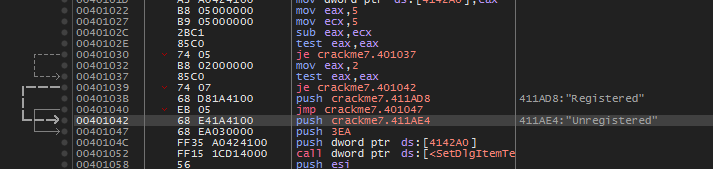 A3 A0424100 mov dword ptr ds:[4142A0],eax
00401022 B8 05000000 mov eax,5
00401027 B9 05000000 mov ecx,5
0040102C 2BC1 sub eax,ecx
0040102E 85C0 test eax,eax
00401030 74 05 je crackme7.401037
00401032 B8 02000000 mov eax,2
00401037 85C0 test eax,eax
00401039 74 07 je crackme7.401042
0040103B 68 D81A4100 push crackme7.411AD8 411AD8:"Registered"
00401040 EB 05 jmp crackme7.401047
00401042 68 E41A4100 push crackme7.411AE4 411AE4:"Unregistered"
00401047 68 EA030000 push 3EA
0040104C FF35 A0424100 push dword ptr ds:[4142A0]
00401052 FF15 1CD14000 call dword ptr ds:[<SetDlgItemTe
00401058 56 push esi